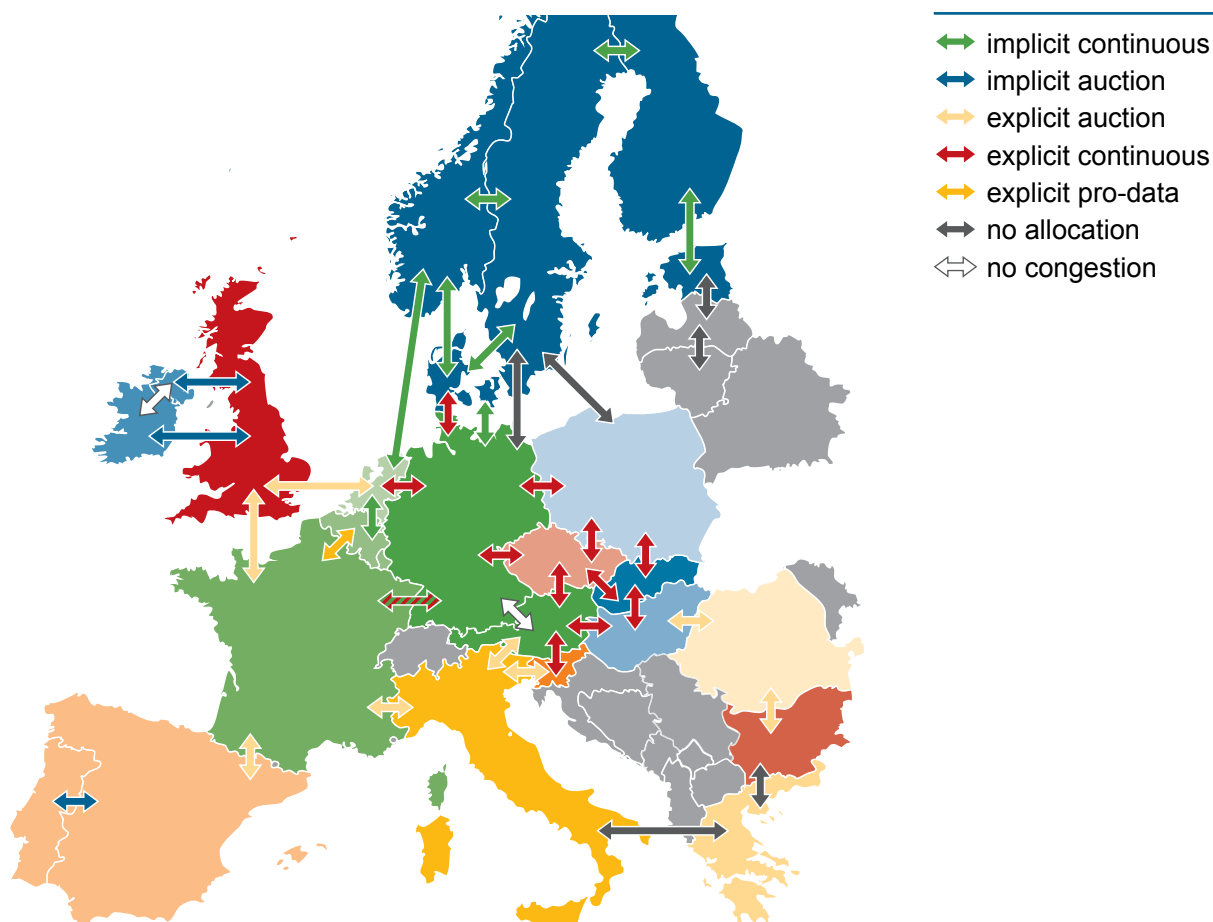 implicit continuous
implicit auction
explicit auction
explicit continuous
explicit pro-data
no allocation
no congestion